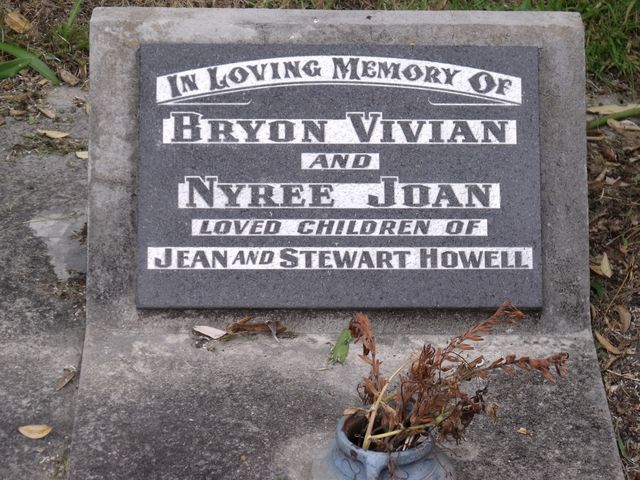 In Loving Memory Of
Bryon Vivian
and
Nyree Joan
loved children of
Jean and Stewart Howell